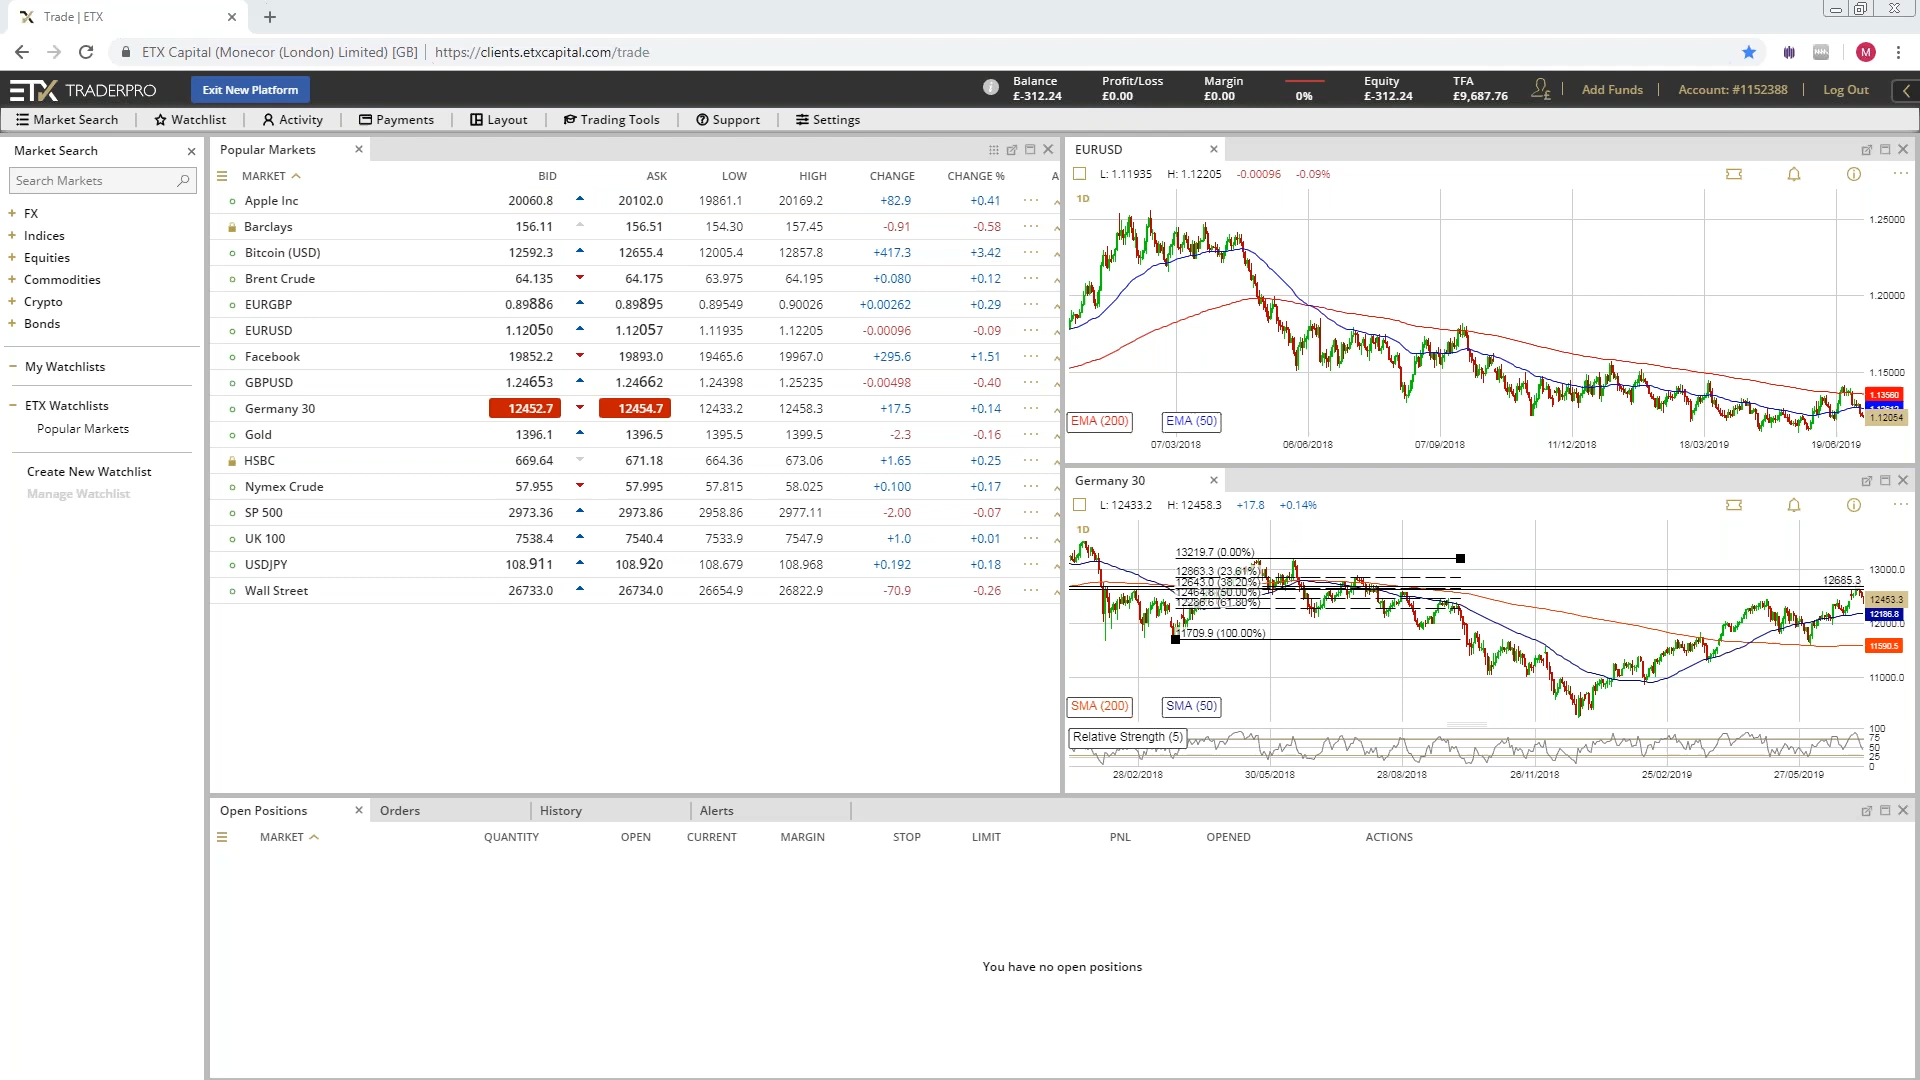 Trade | ETX
ETX Capital (Monecor (London) Limited) [GB] https://clients.etxcapital.com/trade
M
ETX TRADERPRO Exit New Platform
Balance Profit/Loss Margin Equity TFA
£-312.24 £0.00 £0.00 0% £-312.24 £9,687.76
Add Funds Account: #1152388 Log Out
Market Search Watchlist Activity Payments Layout Trading Tools Support Settings
Market Search
Search Markets
+ FX
+ Indices
+ Equities
+ Commodities
+ Crypto
+ Bonds
− My Watchlists
− ETX Watchlists
Popular Markets
Create New Watchlist
Manage Watchlist
Popular Markets
MARKET BID ASK LOW HIGH CHANGE CHANGE % A
Apple Inc 20060.8 20102.0 19861.1 20169.2 +82.9 +0.41
Barclays 156.11 156.51 154.30 157.45 -0.91 -0.58
Bitcoin (USD) 12592.3 12655.4 12005.4 12857.8 +417.3 +3.42
Brent Crude 64.135 64.175 63.975 64.195 +0.080 +0.12
EURGBP 0.89886 0.89895 0.89549 0.90026 +0.00262 +0.29
EURUSD 1.12050 1.12057 1.11935 1.12205 -0.00096 -0.09
Facebook 19852.2 19893.0 19465.6 19967.0 +295.6 +1.51
GBPUSD 1.24653 1.24662 1.24398 1.25235 -0.00498 -0.40
Germany 30 12452.7 12454.7 12433.2 12458.3 +17.5 +0.14
Gold 1396.1 1396.5 1395.5 1399.5 -2.3 -0.16
HSBC 669.64 671.18 664.36 673.06 +1.65 +0.25
Nymex Crude 57.955 57.995 57.815 58.025 +0.100 +0.17
SP 500 2973.36 2973.86 2958.86 2977.11 -2.00 -0.07
UK 100 7538.4 7540.4 7533.9 7547.9 +1.0 +0.01
USDJPY 108.911 108.920 108.679 108.968 +0.192 +0.18
Wall Street 26733.0 26734.0 26654.9 26822.9 -70.9 -0.26
EURUSD
L: 1.11935 H: 1.12205 -0.00096 -0.09%
1D
1.25000
1.20000
1.15000
1.13560
1.12054
EMA (200) EMA (50)
07/03/2018 06/06/2018 07/09/2018 11/12/2018 18/03/2019 19/06/2019
Germany 30
L: 12433.2 H: 12458.3 +17.8 +0.14%
1D
13219.7 (0.00%)
12863.3 (23.61%)
12643.0 (38.20%)
12464.8 (50.00%)
12286.6 (61.80%)
11709.9 (100.00%)
12685.3
13000.0
12453.3
12186.8
12000.0
11590.5
11000.0
SMA (200) SMA (50)
Relative Strength (5)
100
75
50
25
0
28/02/2018 30/05/2018 28/08/2018 26/11/2018 25/02/2019 27/05/2019
Open Positions Orders History Alerts
MARKET QUANTITY OPEN CURRENT MARGIN STOP LIMIT PNL OPENED ACTIONS
You have no open positions